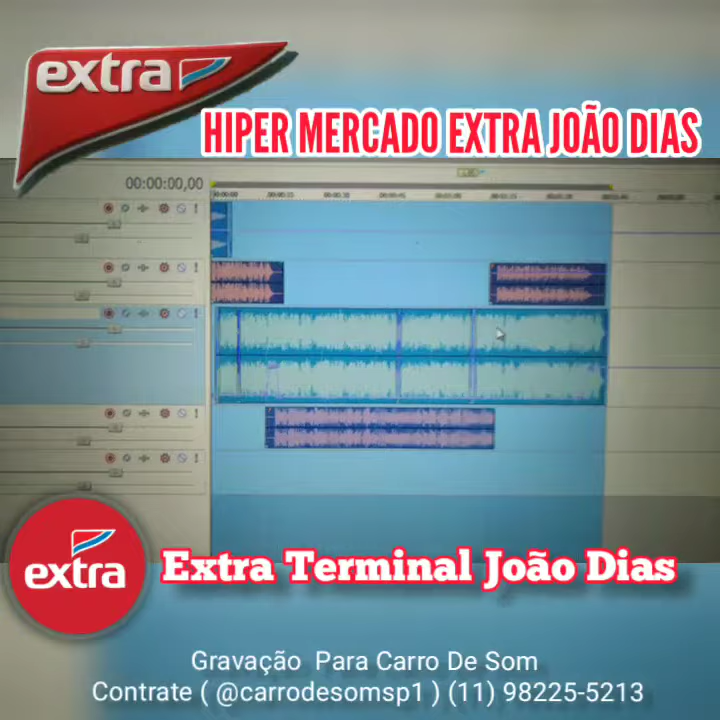 extra
HIPER MERCADO EXTRA JOÃO DIAS
00:00:00,00
extra
Extra Terminal João Dias
Gravação Para Carro De Som
Contrate ( @carrodesomsp1 ) (11) 98225-5213